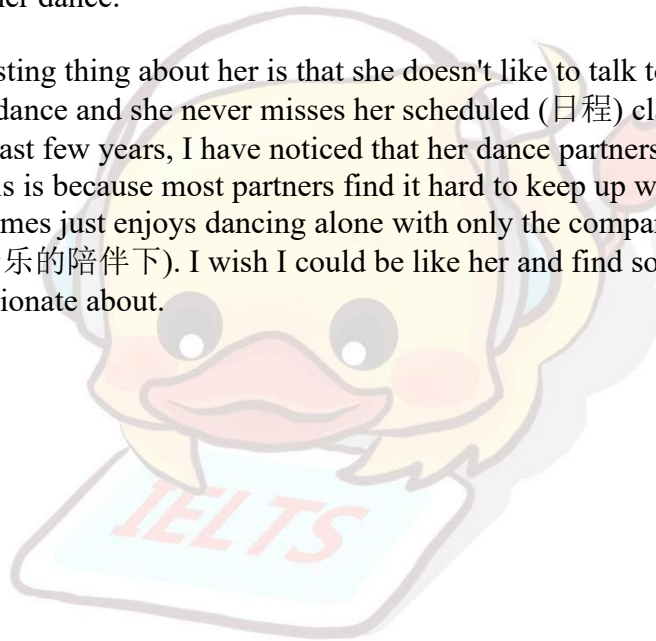 her dance.
sting thing about her is that she doesn't like to talk to
dance and she never misses her scheduled (日程) cla
ast few years, I have noticed that her dance partners
is is because most partners find it hard to keep up w
mes just enjoys dancing alone with only the compa
乐的陪伴下). I wish I could be like her and find so
ionate about.
IELTS